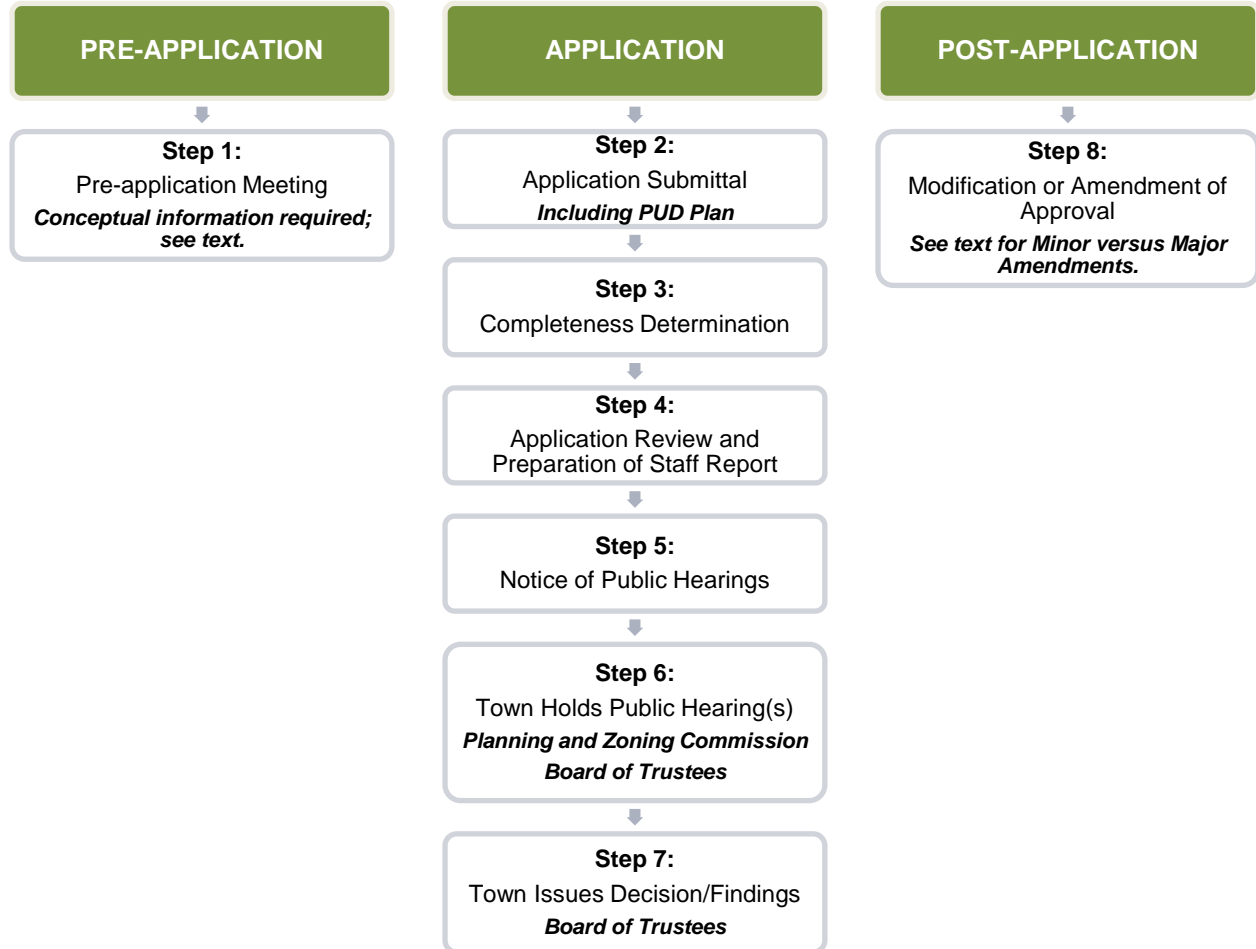 PRE-APPLICATION
Step 1:
Pre-application Meeting
Conceptual information required;
see text.
APPLICATION
Step 2:
Application Submittal
Including PUD Plan
Step 3:
Completeness Determination
Step 4:
Application Review and
Preparation of Staff Report
Step 5:
Notice of Public Hearings
Step 6:
Town Holds Public Hearing(s)
Planning and Zoning Commission
Board of Trustees
Step 7:
Town Issues Decision/Findings
Board of Trustees
POST-APPLICATION
Step 8:
Modification or Amendment of
Approval
See text for Minor versus Major
Amendments.